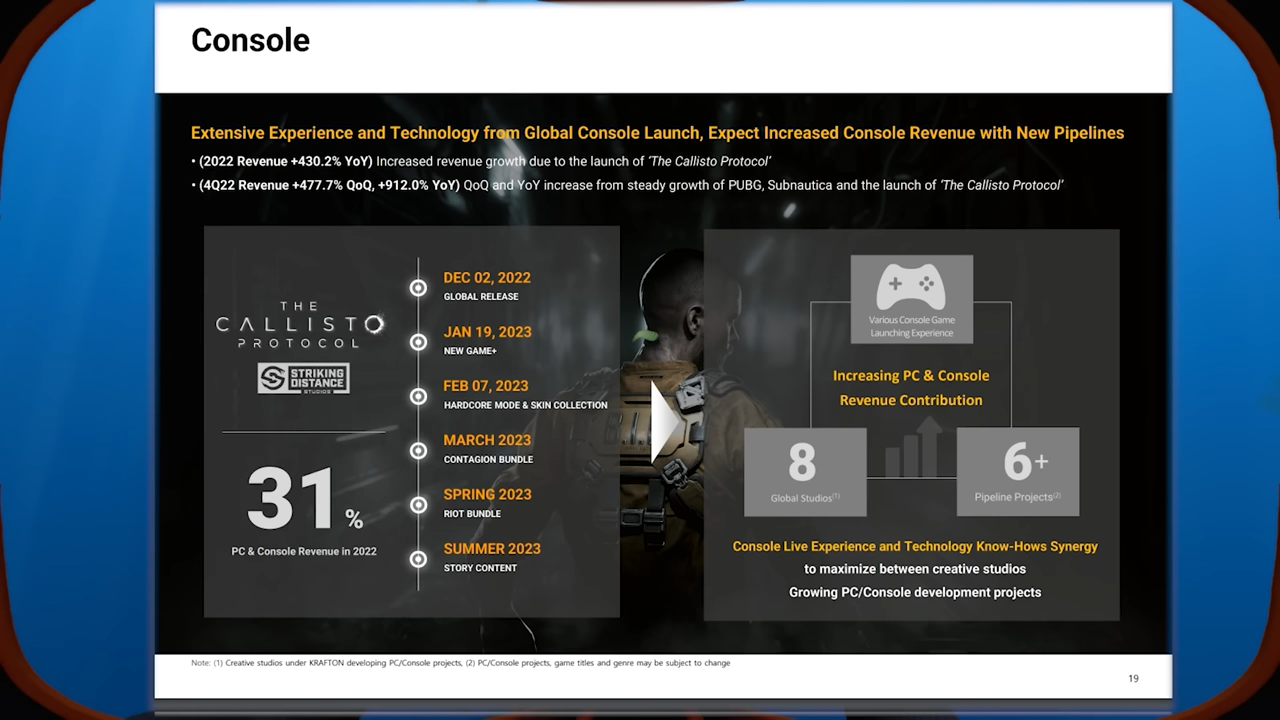 Console
Extensive Experience and Technology from Global Console Launch, Expect Increased Console Revenue with New Pipelines
• (2022 Revenue +430.2% YoY) Increased revenue growth due to the launch of ‘The Callisto Protocol’
• (4Q22 Revenue +477.7% QoQ, +912.0% YoY) QoQ and YoY increase from steady growth of PUBG, Subnautica and the launch of ‘The Callisto Protocol’
THE
CALLISTO
PROTOCOL
STRIKING
DISTANCE
STUDIOS
31 %
PC & Console Revenue in 2022
DEC 02, 2022
GLOBAL RELEASE
JAN 19, 2023
NEW GAME+
FEB 07, 2023
HARDCORE MODE & SKIN COLLECTION
MARCH 2023
CONTAGION BUNDLE
SPRING 2023
RIOT BUNDLE
SUMMER 2023
STORY CONTENT
Various Console Game
Launching Experience
Increasing PC & Console
Revenue Contribution
8
Global Studios(1)
6+
Pipeline Projects(2)
Console Live Experience and Technology Know-Hows Synergy
to maximize between creative studios
Growing PC/Console development projects
Note: (1) Creative studios under KRAFTON developing PC/Console projects, (2) PC/Console projects, game titles and genre may be subject to change
19